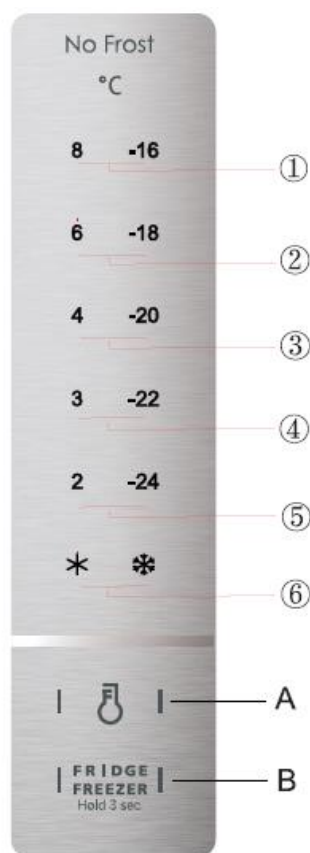 No Frost
°C
8 -16
①
6 -18
②
4 -20
③
3 -22
④
2 -24
⑤
⑥
A
FRIDGE B
FREEZER
Hold 3 sec